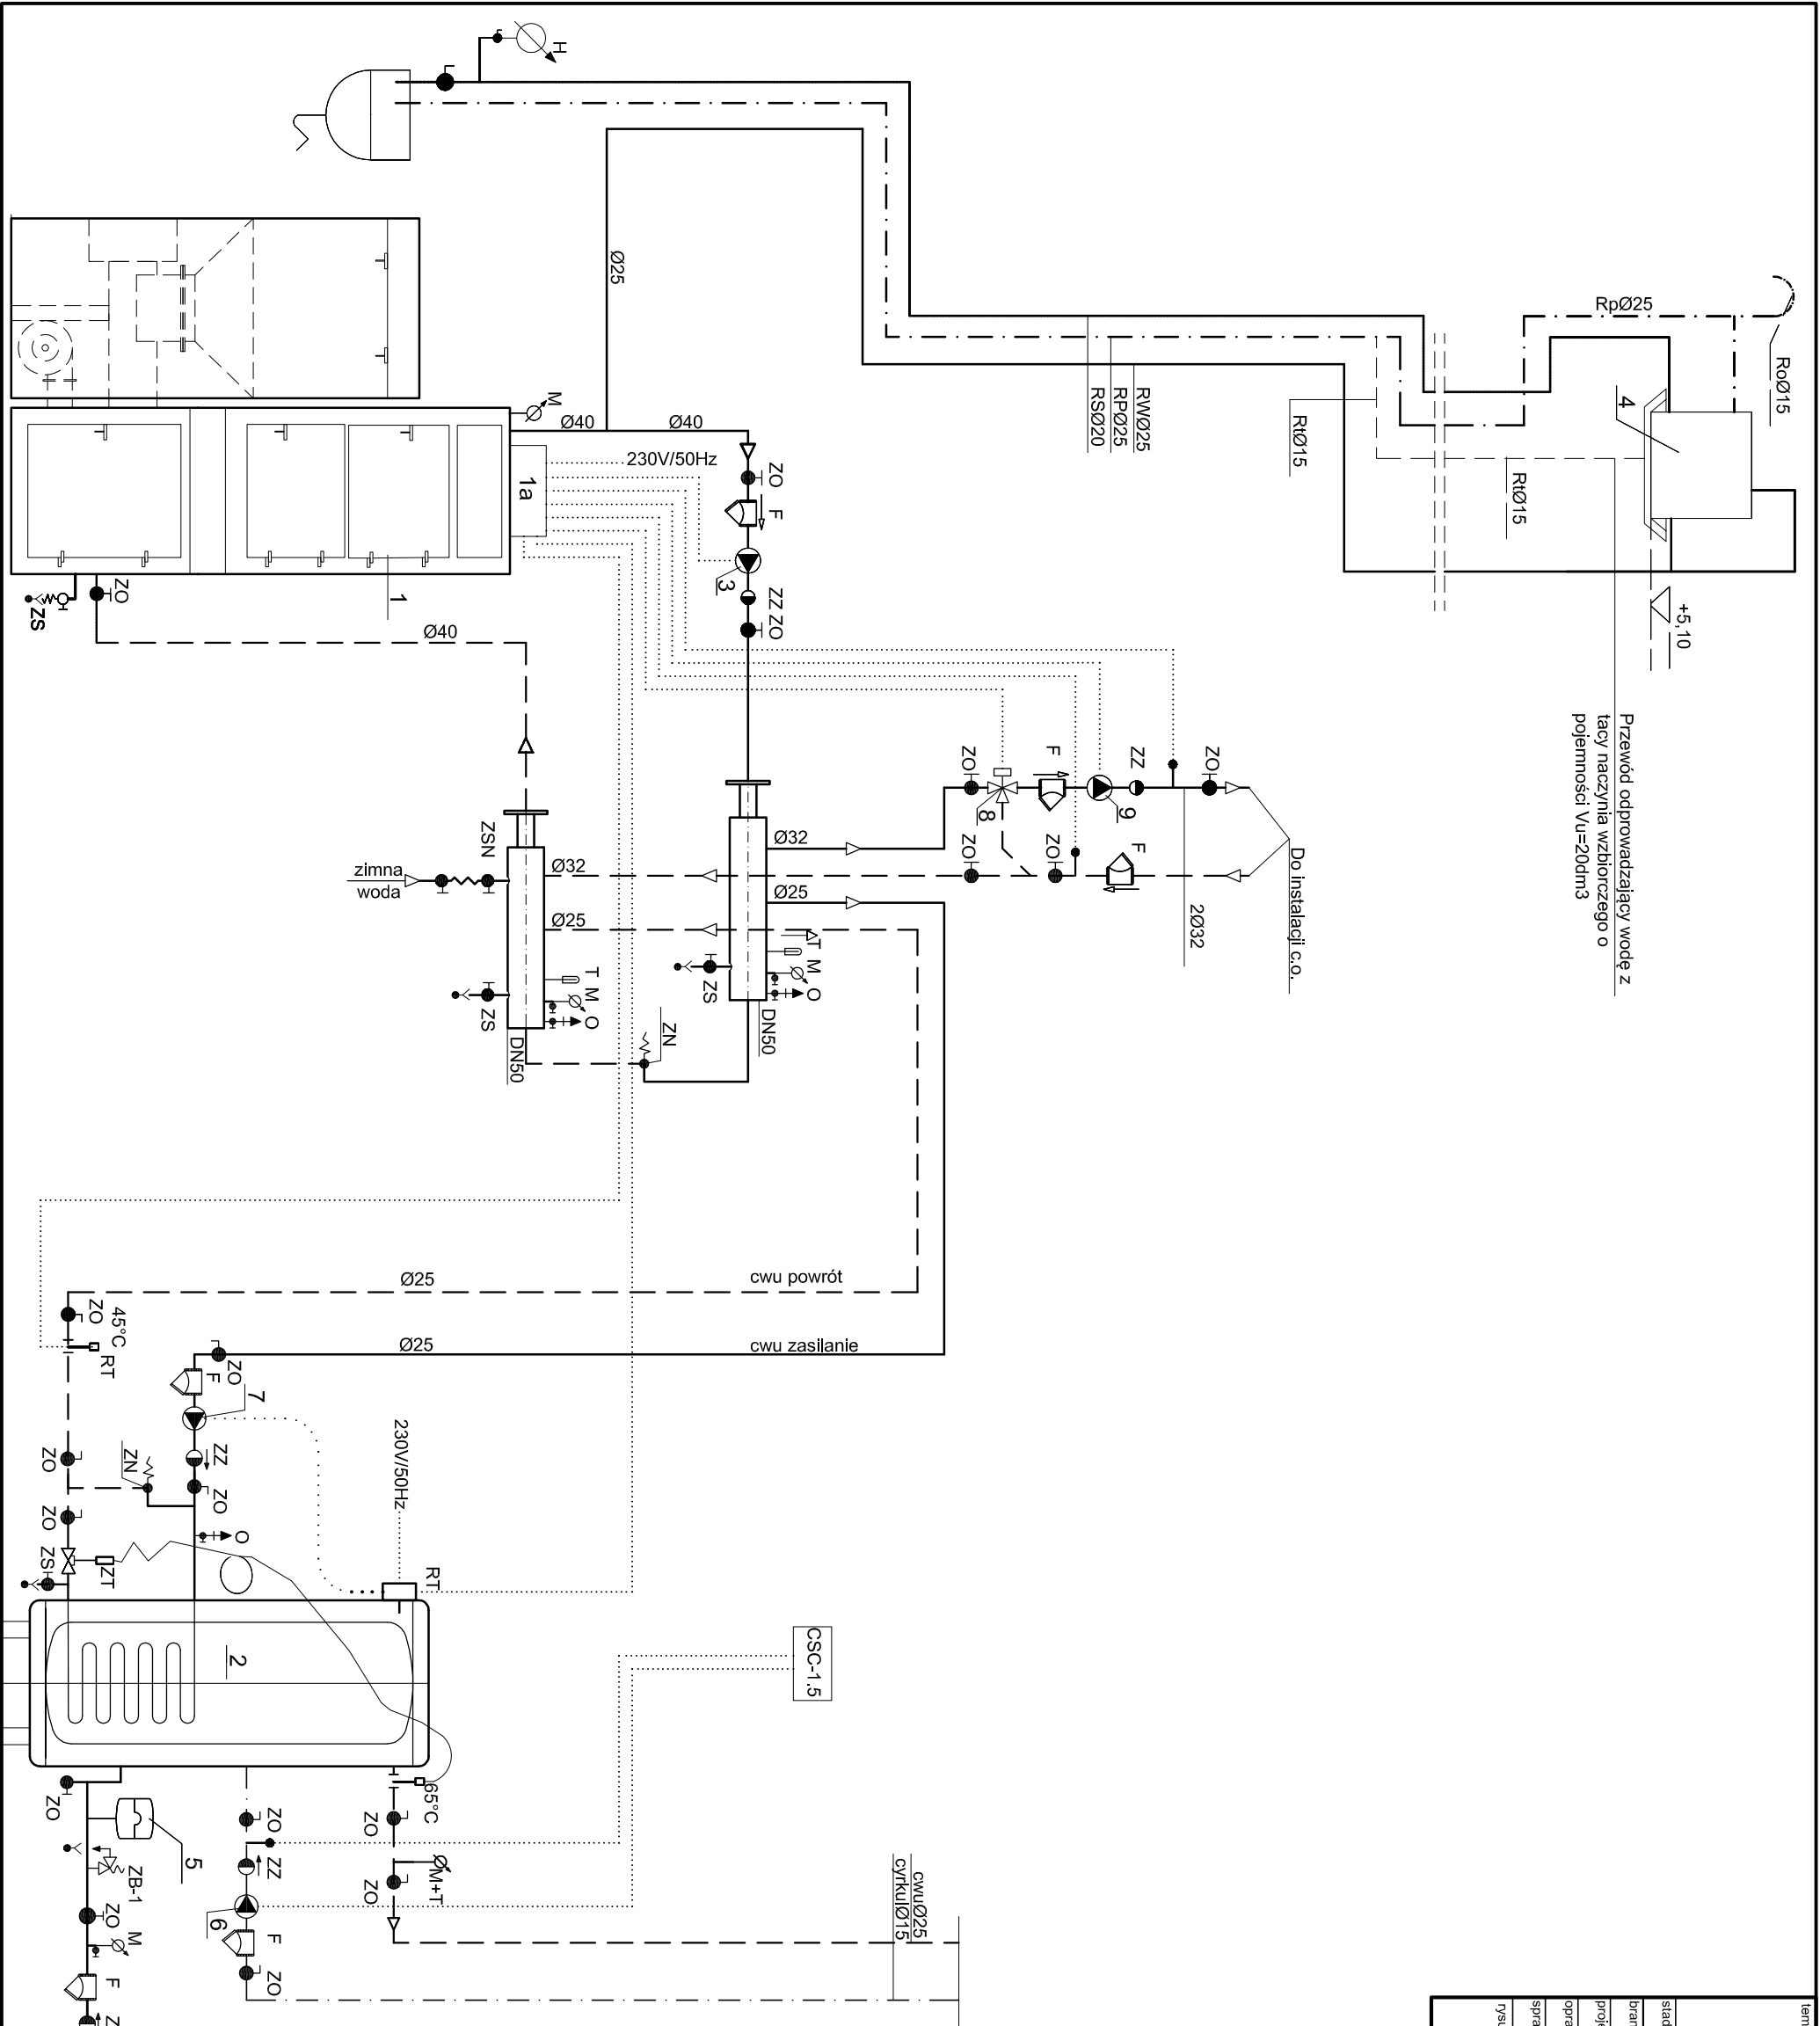 H
RpØ25
RoØ15
4
RtØ15
RtØ15
RWØ25
RPØ25
RSØ20
+5,10
Przewód odprowadzający wodę z
tacy naczynia wzbiorczego o
pojemności Vu=20dm3
Ø25
M
Ø40
Ø40
230V/50Hz
1a
ZO
F
3
ZZ ZO
1
ZO
ZS
Ø40
ZO
8
F
9
ZZ
ZO
ZO
ZO
F
Do instalacji c.o.
2Ø32
Ø32
Ø25
T M O
ZS
DN50
ZSN
zimna
woda
Ø32
Ø25
T M O
ZS
DN50
ZN
Ø25
cwu powrót
Ø25
cwu zasilanie
ZO
45°C
RT
ZO
F
7
ZZ
ZO
ZO
ZN
ZO
O
ZS
ZT
230V/50Hz
RT
2
CSC-1.5
65°C
ZO
M+T
ZO
ZO
ZZ
6
F
ZO
cwuØ25
cyrkulØ15
ZO
5
ZB-1
ZO
M
F